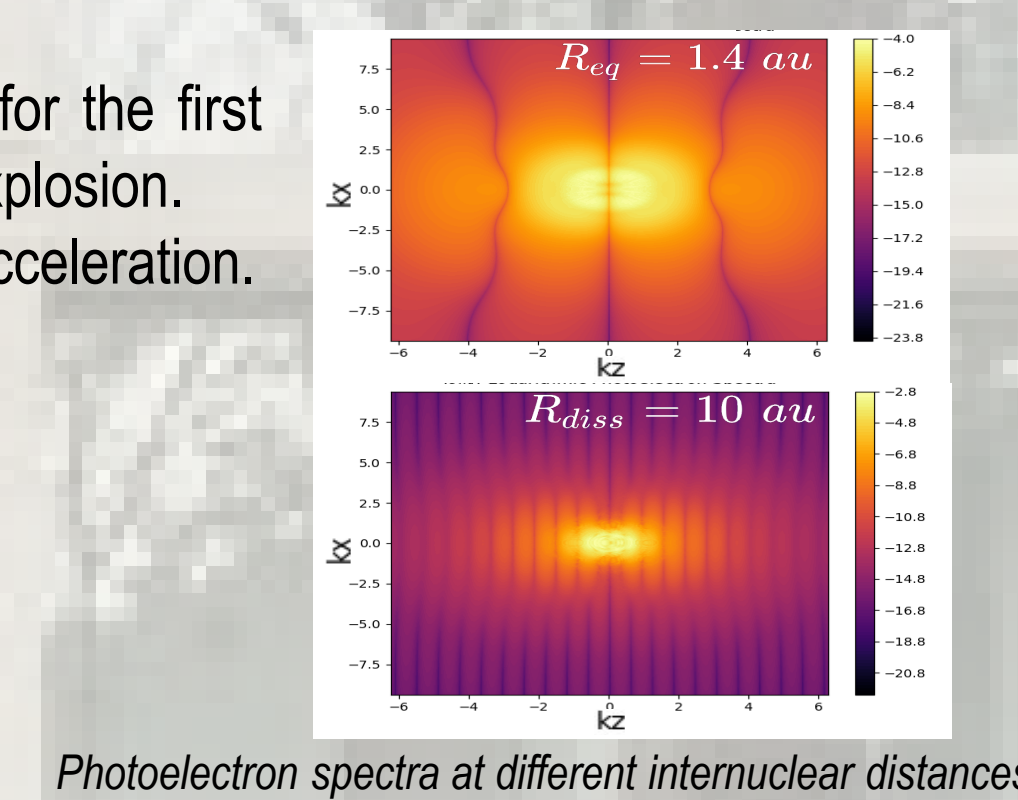 for the first
xplosion.
cceleration.
R_{eq} = 1.4 au
7.5
5.0
2.5
0.0
−2.5
−5.0
−7.5
kx
−6 −4 −2 0 2 4 6
kz
−4.0
−6.2
−8.4
−10.6
−12.8
−15.0
−17.2
−19.4
−21.6
−23.8
R_{diss} = 10 au
7.5
5.0
2.5
0.0
−2.5
−5.0
−7.5
kx
−6 −4 −2 0 2 4 6
kz
−2.8
−4.8
−6.8
−8.8
−10.8
−12.8
−14.8
−16.8
−18.8
−20.8
Photoelectron spectra at different internuclear distances